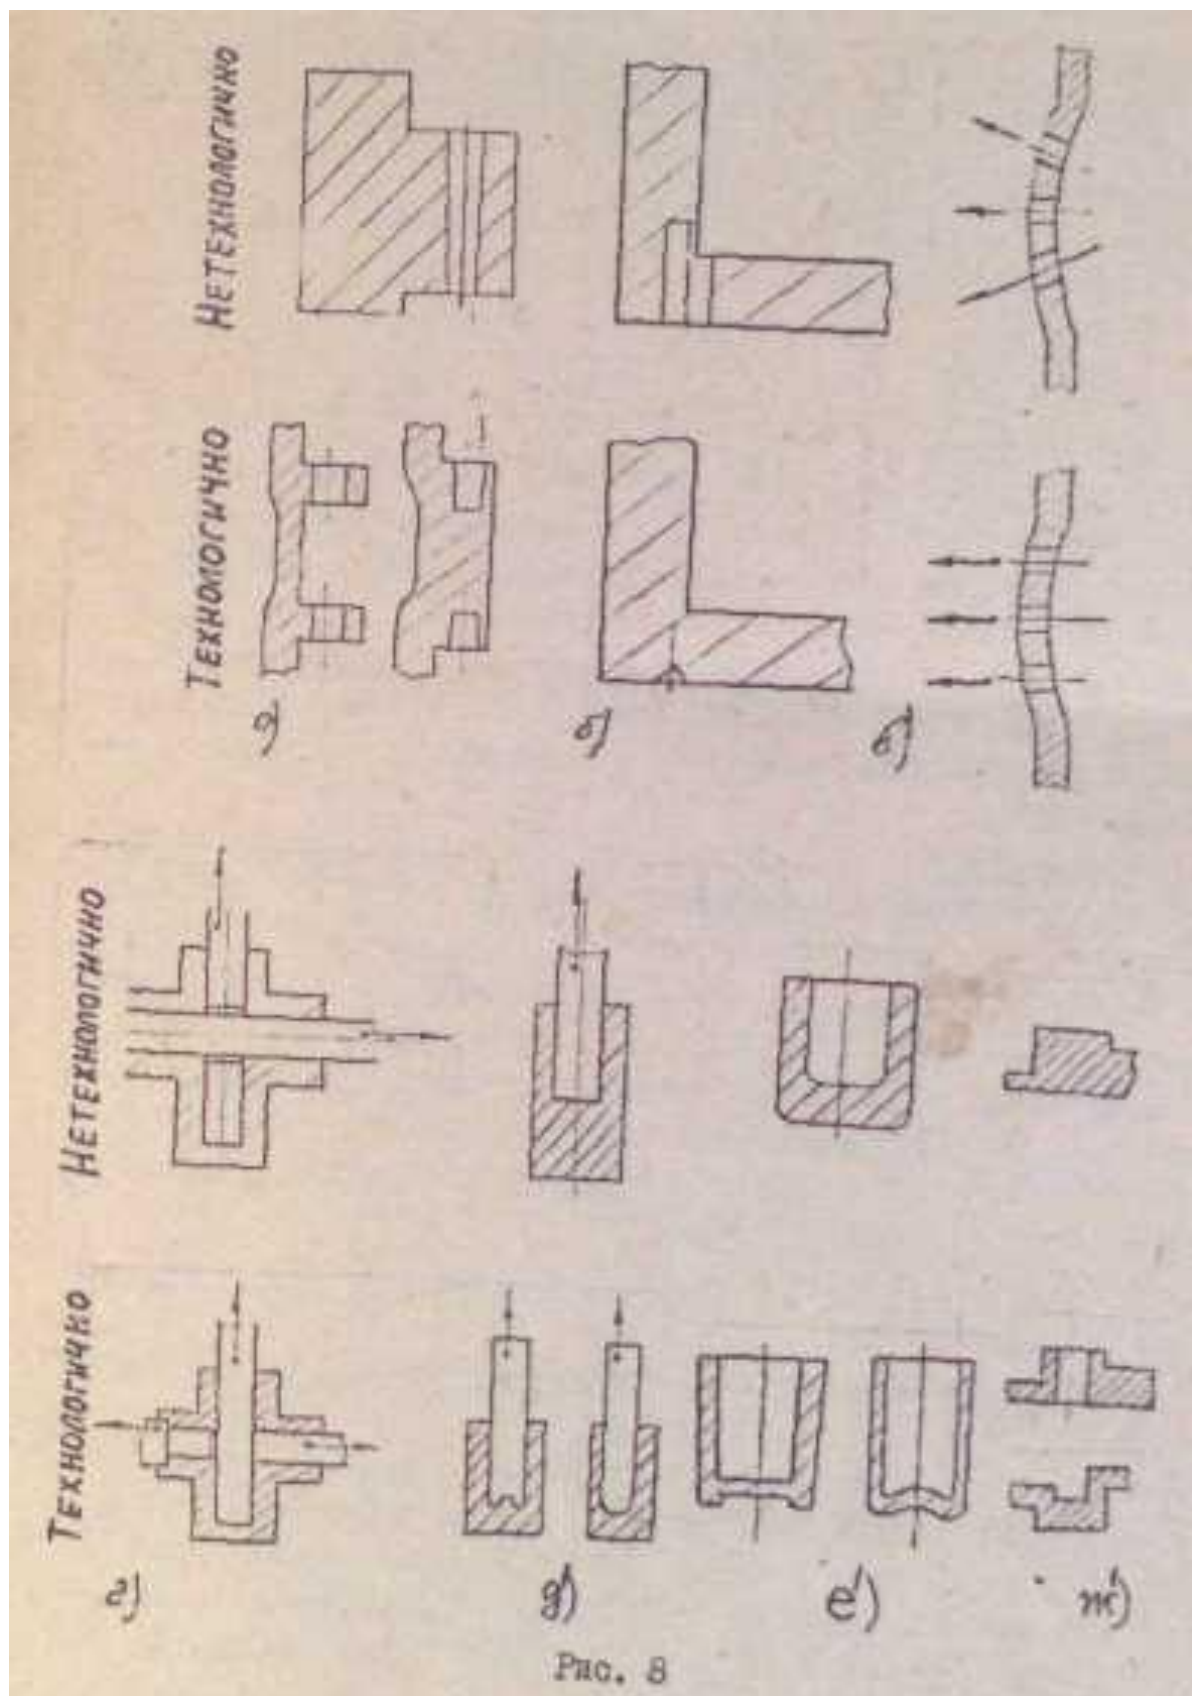 Технологично
Нетехнологично
а)
б)
в)
Технологично
Нетехнологично
г)
д)
е)
ж)
Рис. 8